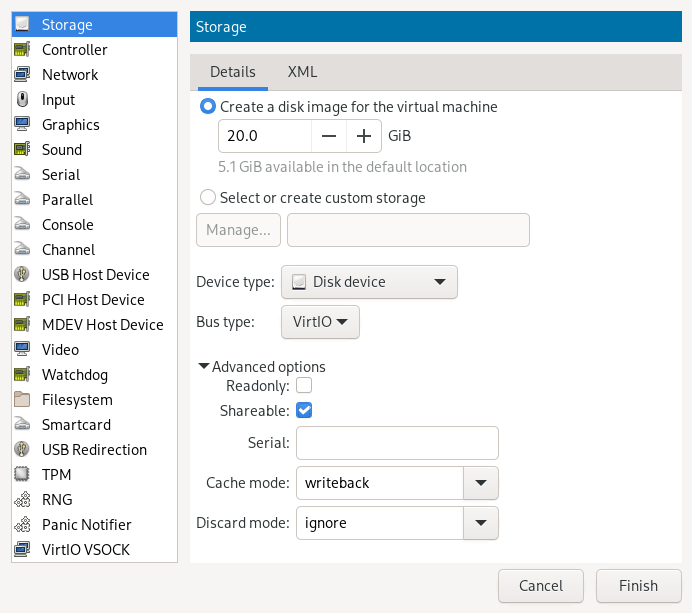 Storage
Controller
Network
Input
Graphics
Sound
Serial
Parallel
Console
Channel
USB Host Device
PCI Host Device
MDEV Host Device
Video
Watchdog
Filesystem
Smartcard
USB Redirection
TPM
RNG
Panic Notifier
VirtIO VSOCK
Storage
Details XML
Create a disk image for the virtual machine
20.0 GiB
5.1 GiB available in the default location
Select or create custom storage
Manage...
Device type: Disk device
Bus type: VirtIO
Advanced options
Readonly:
Shareable:
Serial:
Cache mode: writeback
Discard mode: ignore
Cancel Finish